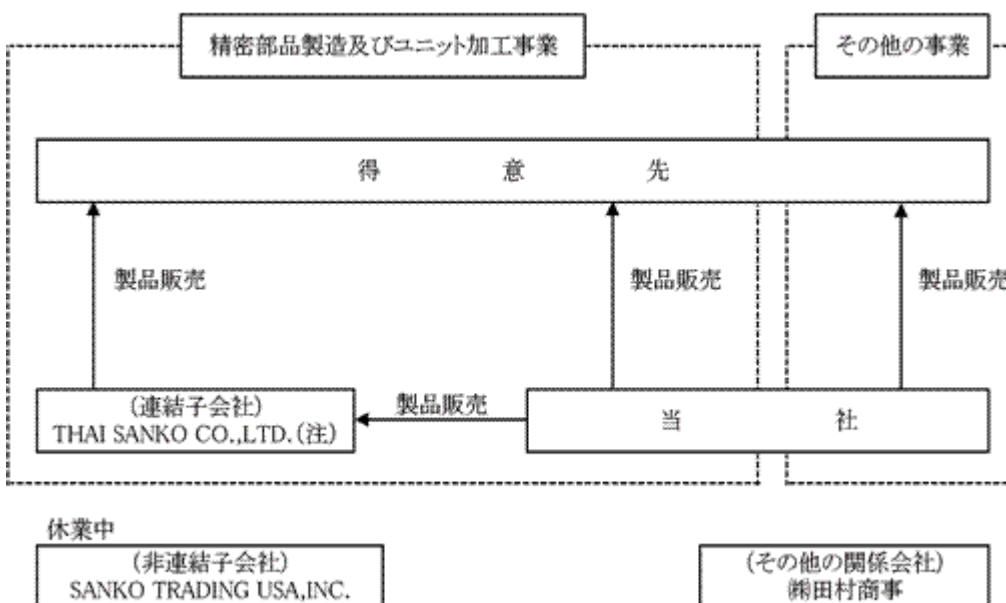 精密部品製造及びユニット加工事業
その他の事業
得意先
製品販売
製品販売
製品販売
製品販売
(連結子会社)
THAI SANKO CO.,LTD.(注)
当社
休業中
(非連結子会社)
SANKO TRADING USA,INC.
(その他の関係会社)
㈱田村商事